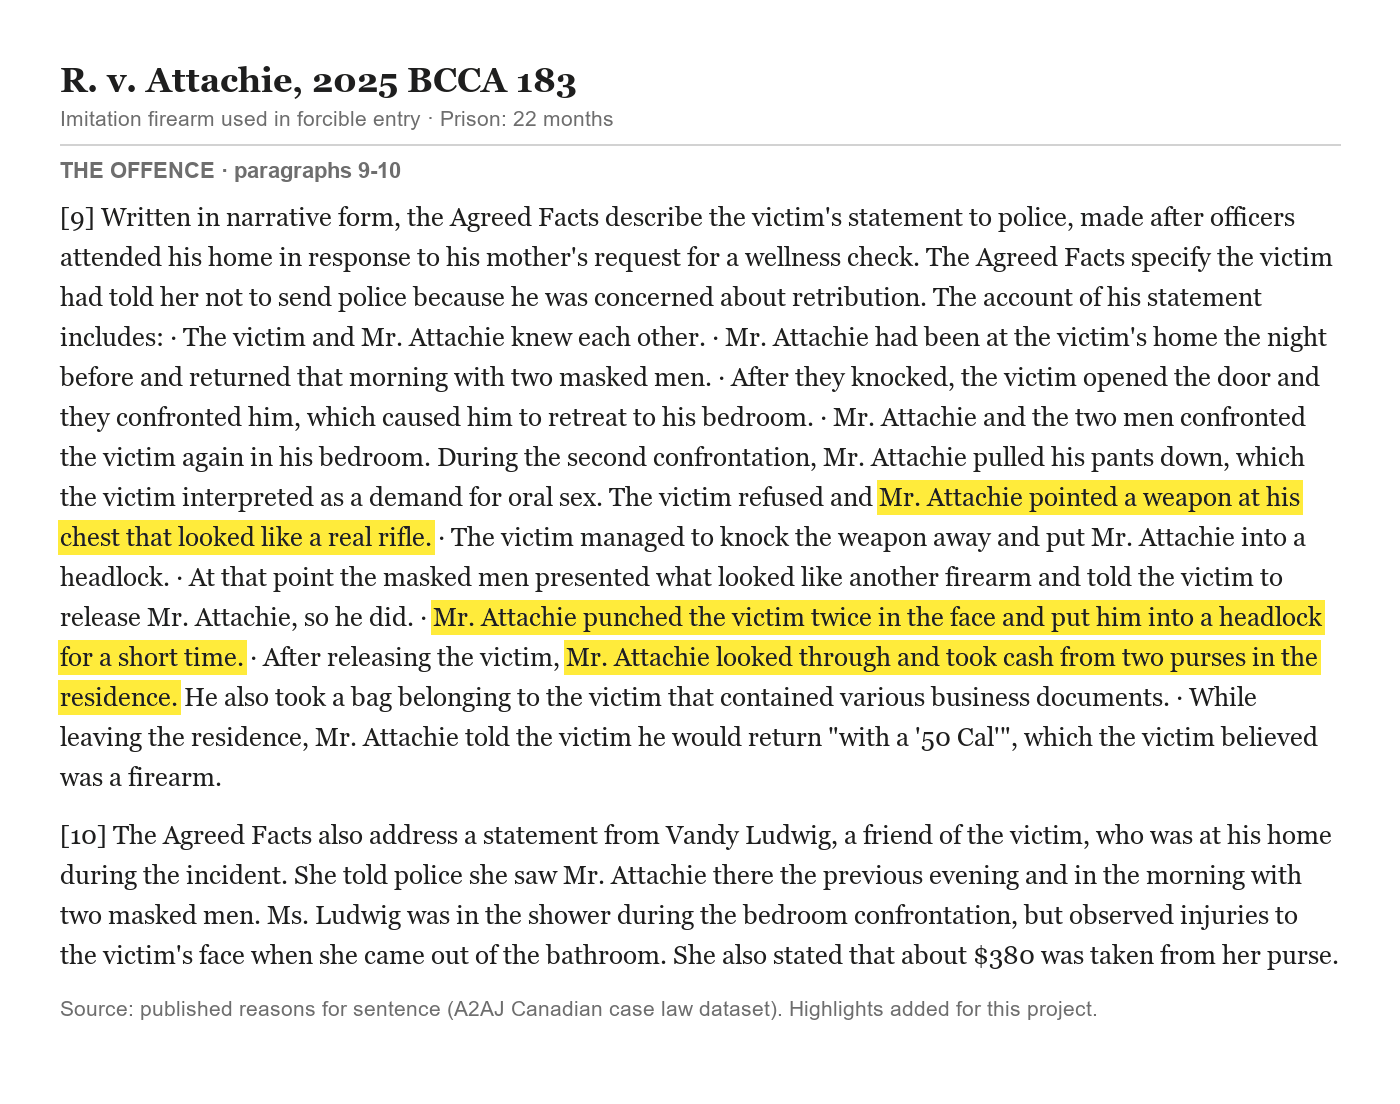 R. v. Attachie, 2025 BCCA 183
Imitation firearm used in forcible entry · Prison: 22 months
THE OFFENCE · paragraphs 9-10
[9] Written in narrative form, the Agreed Facts describe the victim's statement to police, made after officers
attended his home in response to his mother's request for a wellness check. The Agreed Facts specify the victim
had told her not to send police because he was concerned about retribution. The account of his statement
includes: · The victim and Mr. Attachie knew each other. · Mr. Attachie had been at the victim's home the night
before and returned that morning with two masked men. · After they knocked, the victim opened the door and
they confronted him, which caused him to retreat to his bedroom. · Mr. Attachie and the two men confronted
the victim again in his bedroom. During the second confrontation, Mr. Attachie pulled his pants down, which
the victim interpreted as a demand for oral sex. The victim refused and Mr. Attachie pointed a weapon at his
chest that looked like a real rifle. · The victim managed to knock the weapon away and put Mr. Attachie into a
headlock. · At that point the masked men presented what looked like another firearm and told the victim to
release Mr. Attachie, so he did. · Mr. Attachie punched the victim twice in the face and put him into a headlock
for a short time. · After releasing the victim, Mr. Attachie looked through and took cash from two purses in the
residence. He also took a bag belonging to the victim that contained various business documents. · While
leaving the residence, Mr. Attachie told the victim he would return "with a '50 Cal'", which the victim believed
was a firearm.
[10] The Agreed Facts also address a statement from Vandy Ludwig, a friend of the victim, who was at his home
during the incident. She told police she saw Mr. Attachie there the previous evening and in the morning with
two masked men. Ms. Ludwig was in the shower during the bedroom confrontation, but observed injuries to
the victim's face when she came out of the bathroom. She also stated that about $380 was taken from her purse.
Source: published reasons for sentence (A2AJ Canadian case law dataset). Highlights added for this project.